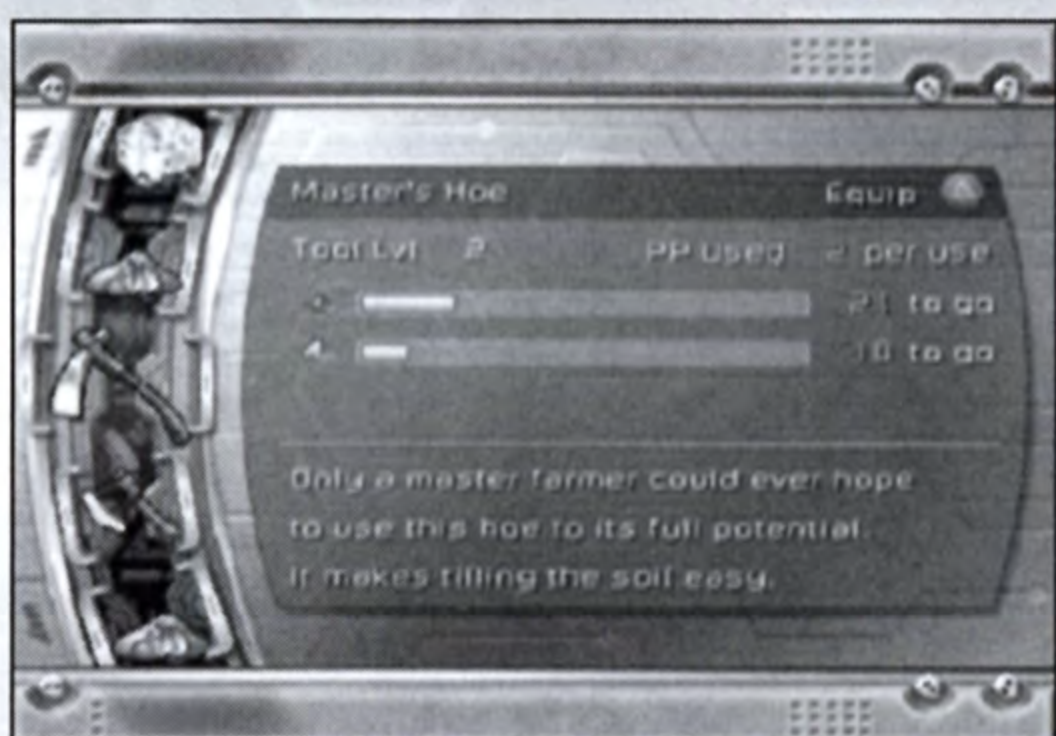 Master's Hoe Equip
Tool Lvl 2 PP used 2 per use
21 to go
4 to go
Only a master farmer could ever hope
to use this hoe to its full potential.
It makes tilling the soil easy.